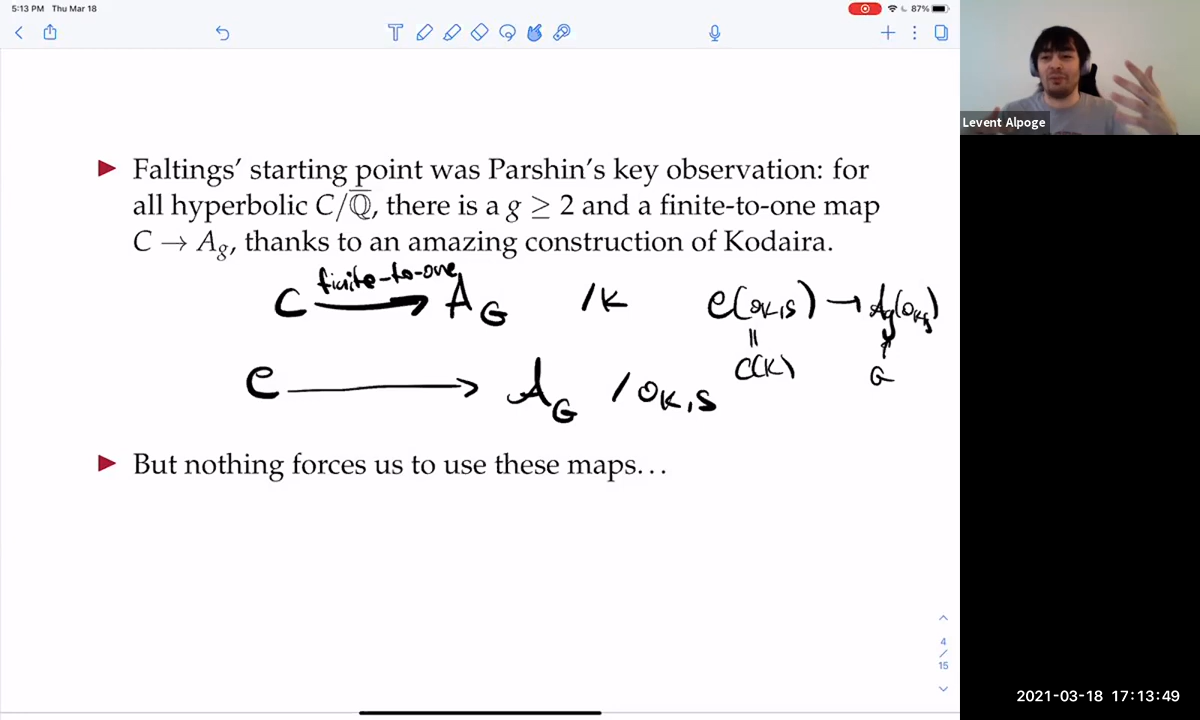 5:13 PM Thu Mar 18
87%
Levent Alpoge
▶ Faltings' starting point was Parshin's key observation: for
all hyperbolic C/Q̅, there is a g ≥ 2 and a finite-to-one map
C → A_g, thanks to an amazing construction of Kodaira.
C finite-to-one → A_G /K
C(O_K,S) → A_g(O_K,S)
C(K) G
C → A_G /O_K,S
▶ But nothing forces us to use these maps…
4
/
15
2021-03-18 17:13:49